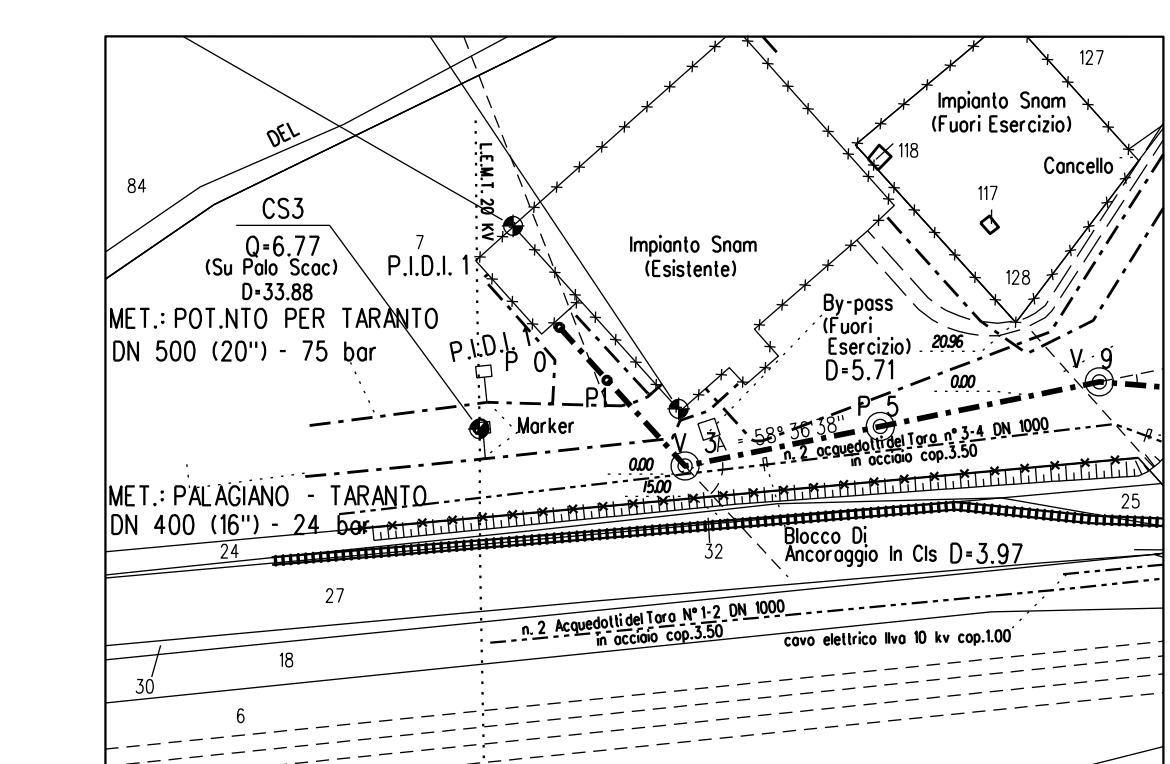 127
Impianto Snam
(Fuori Esercizio)
DEL
118
Cancello
84
L.E.M.T. 20 KV
117
CS3
Q=6.77
(Su Palo Scac)
D=33.88
7
P.I.D.I. 1
Impianto Snam
(Esistente)
128
MET.: POT.NTO PER TARANTO
DN 500 (20") - 75 bar
By-pass
(Fuori
Esercizio)
D=5.71
20.96
P.I.D.I. 1
P 0
V 9
0.00
P1
P 5
Marker
V 3
A = 58° 36' 38"
n. 2 acquedotti del Tara n° 3-4 DN 1000
in acciaio cop.3.50
0.00
15.00
MET.: PALAGIANO - TARANTO
DN 400 (16") - 24 bar
25
24
32
Blocco Di
Ancoraggio In Cls D=3.97
27
n. 2 Acquedotti del Tara N° 1-2 DN 1000
in acciaio cop.3.50
cavo elettrico Ilva 10 kv cop.1.00
18
30
6